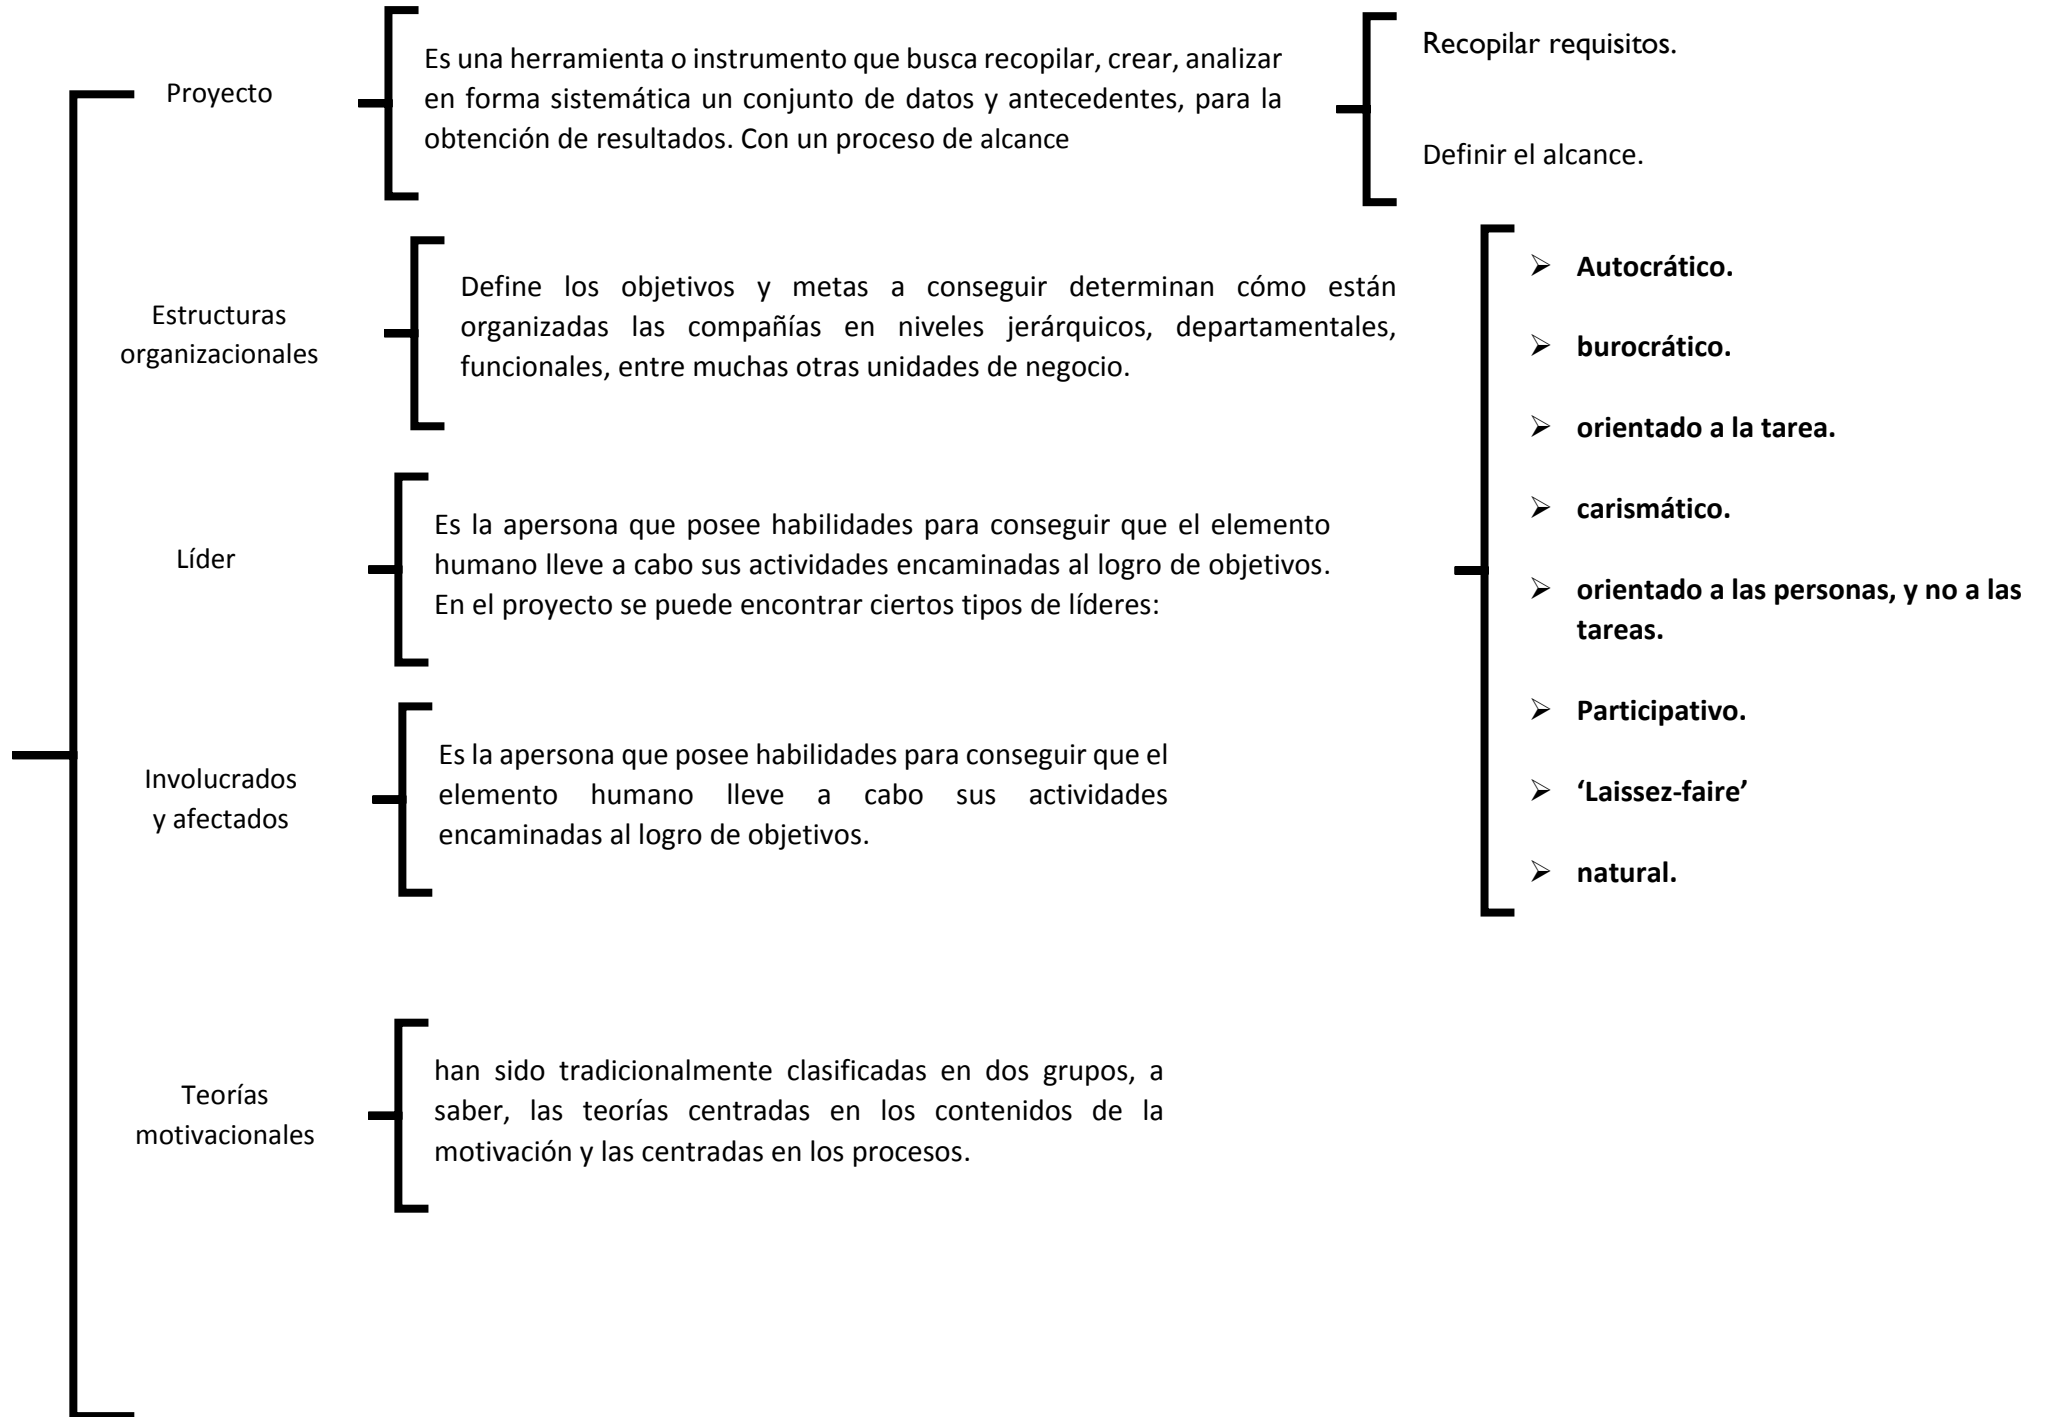 Proyecto
Es una herramienta o instrumento que busca recopilar, crear, analizar
en forma sistemática un conjunto de datos y antecedentes, para la
obtención de resultados. Con un proceso de alcance
Recopilar requisitos.
Definir el alcance.
Estructuras
organizacionales
Define los objetivos y metas a conseguir determinan cómo están
organizadas las compañías en niveles jerárquicos, departamentales,
funcionales, entre muchas otras unidades de negocio.
Líder
Es la apersona que posee habilidades para conseguir que el elemento
humano lleve a cabo sus actividades encaminadas al logro de objetivos.
En el proyecto se puede encontrar ciertos tipos de líderes:
➢ Autocrático.
➢ burocrático.
➢ orientado a la tarea.
➢ carismático.
➢ orientado a las personas, y no a las
tareas.
➢ Participativo.
➢ ‘Laissez-faire’
➢ natural.
Involucrados
y afectados
Es la apersona que posee habilidades para conseguir que el
elemento humano lleve a cabo sus actividades
encaminadas al logro de objetivos.
Teorías
motivacionales
han sido tradicionalmente clasificadas en dos grupos, a
saber, las teorías centradas en los contenidos de la
motivación y las centradas en los procesos.